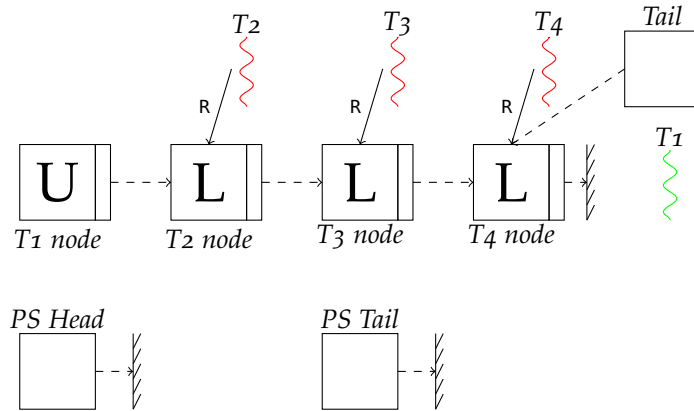 Tail
T2
T3
T4
R
R
R
T1
U
L
L
L
T1 node
T2 node
T3 node
T4 node
PS Head
PS Tail